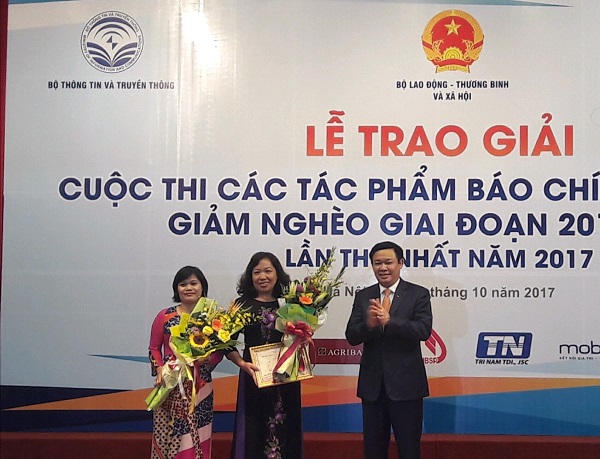 BỘ THÔNG TIN VÀ TRUYỀN THÔNG
BỘ LAO ĐỘNG - THƯƠNG BINH
VÀ XÃ HỘI
LỄ TRAO GIẢI
CUỘC THI CÁC TÁC PHẨM BÁO CHÍ
GIẢM NGHÈO GIAI ĐOẠN 201
LẦN TH NHẤT NĂM 2017
tháng 10 năm 2017
AGRIBA
BSP
TN
TRI NAM TDI., JSC
mob